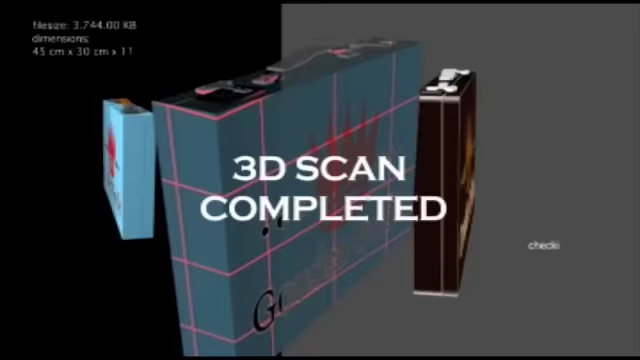 filesize: 3.744.00 KB
dimensions:
45 cm x 30 cm x 11
3D SCAN
COMPLETED
checki